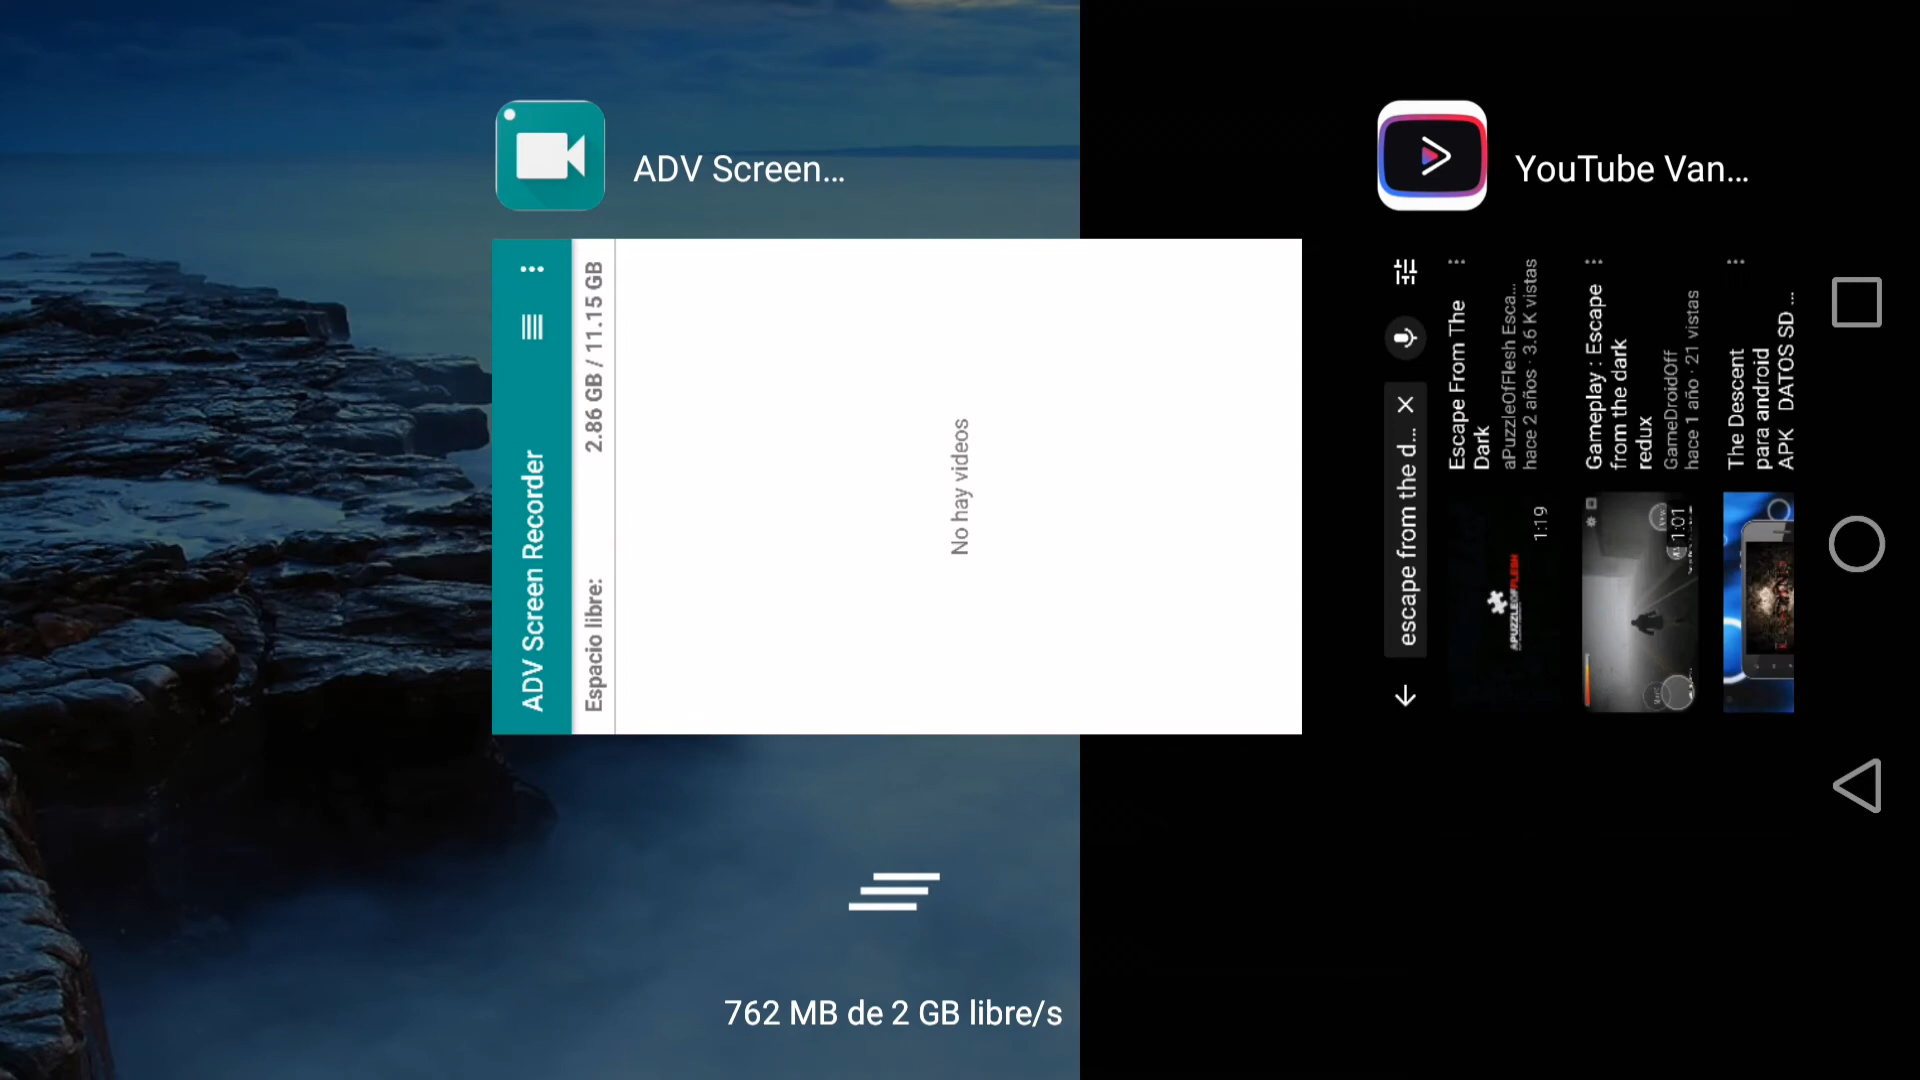 ADV Screen...
YouTube Van...
ADV Screen Recorder
Espacio libre:
2.86 GB / 11.15 GB
No hay videos
escape from the d...
Escape From The
Dark
aPuzzleOfFlesh Esca...
hace 2 años · 3.6 K vistas
1:19
APUZZLEOFFLESH
Gameplay : Escape
from the dark
redux
GameDroidOff
hace 1 año · 21 vistas
1:01
The Descent
para android
APK DATOS SD ...
762 MB de 2 GB libre/s